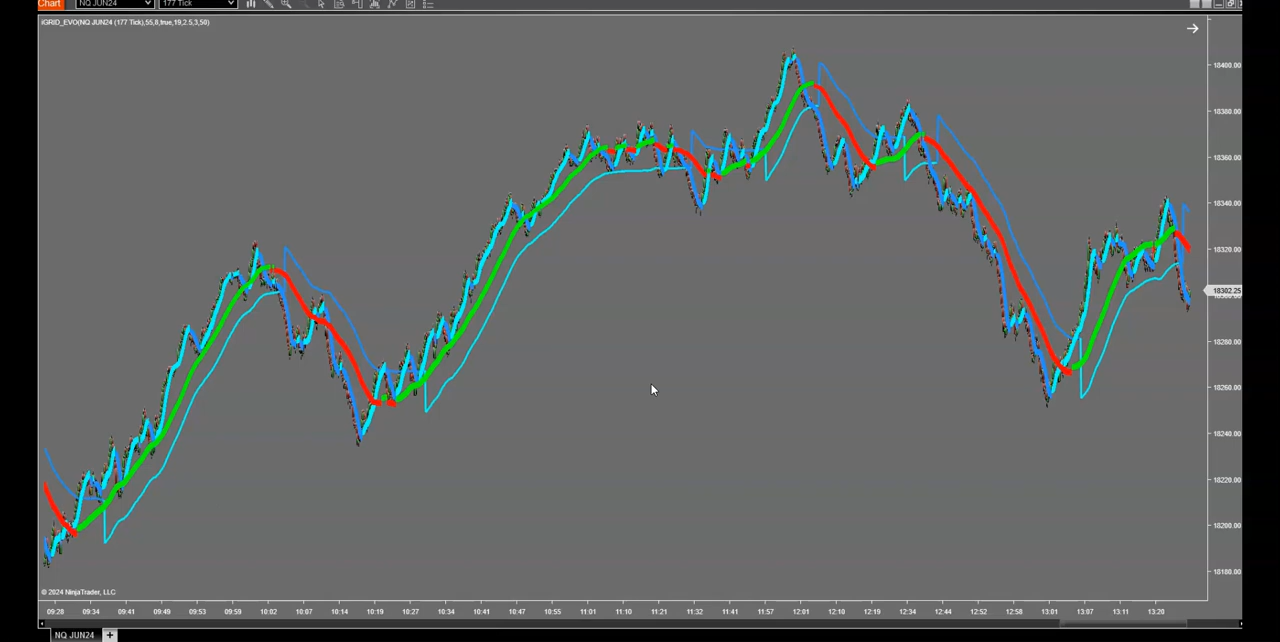 Chart NQ JUN24 177 Tick
iGRID_EVO(NQ JUN24 (177 Tick),55,8,true,19,2.5,3,50)
18400.00
18380.00
18360.00
18340.00
18320.00
18302.25
18280.00
18260.00
18240.00
18220.00
18200.00
18180.00
© 2024 NinjaTrader, LLC
09:28 09:34 09:41 09:49 09:53 09:59 10:02 10:07 10:14 10:19 10:27 10:34 10:41 10:47 10:55 11:01 11:10 11:21 11:32 11:41 11:57 12:01 12:10 12:19 12:34 12:44 12:52 12:58 13:01 13:07 13:11 13:20
NQ JUN24 +